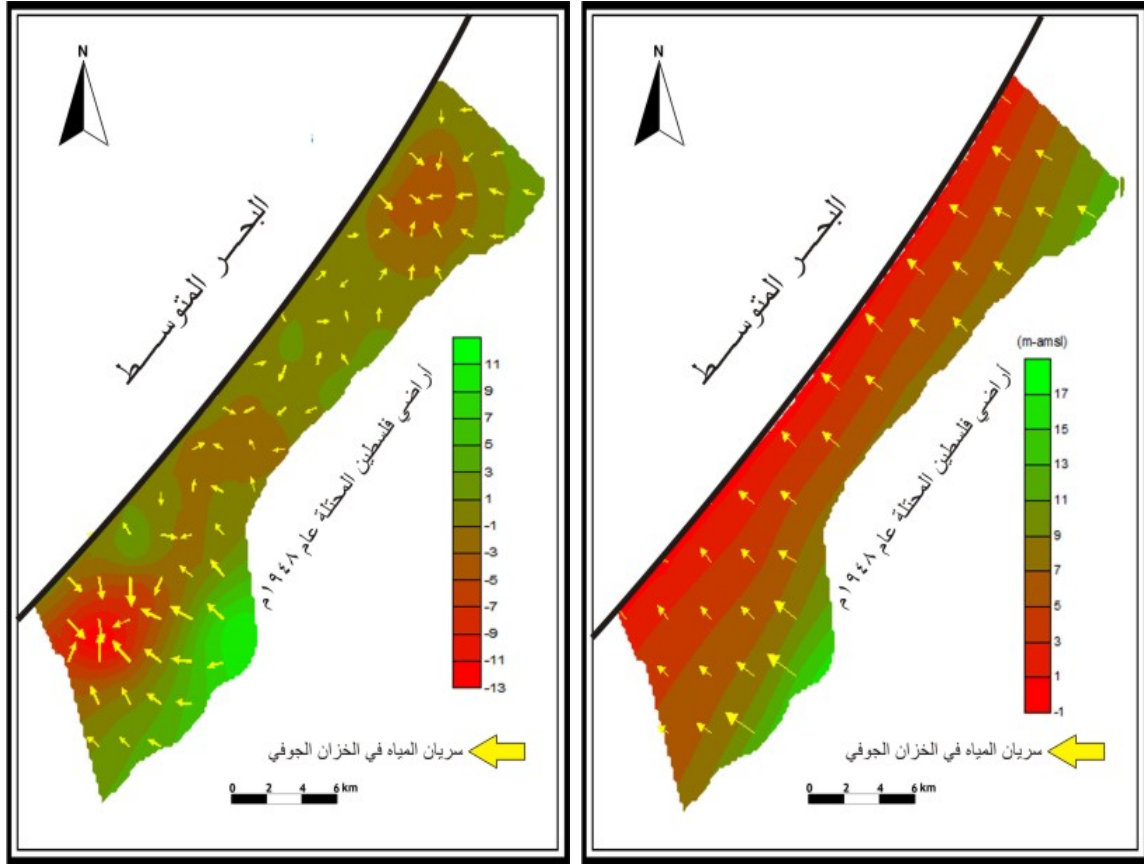 N
البحر المتوسط
أراضي فلسطين المحتلة عام ١٩٤٨م
11
9
7
5
3
1
-1
-3
-5
-7
-9
-11
-13
سريان المياه في الخزان الجوفي
0 2 4 6 km
N
البحر المتوسط
أراضي فلسطين المحتلة عام ١٩٤٨م
(m-amsl)
17
15
13
11
9
7
5
3
1
-1
سريان المياه في الخزان الجوفي
0 2 4 6 km